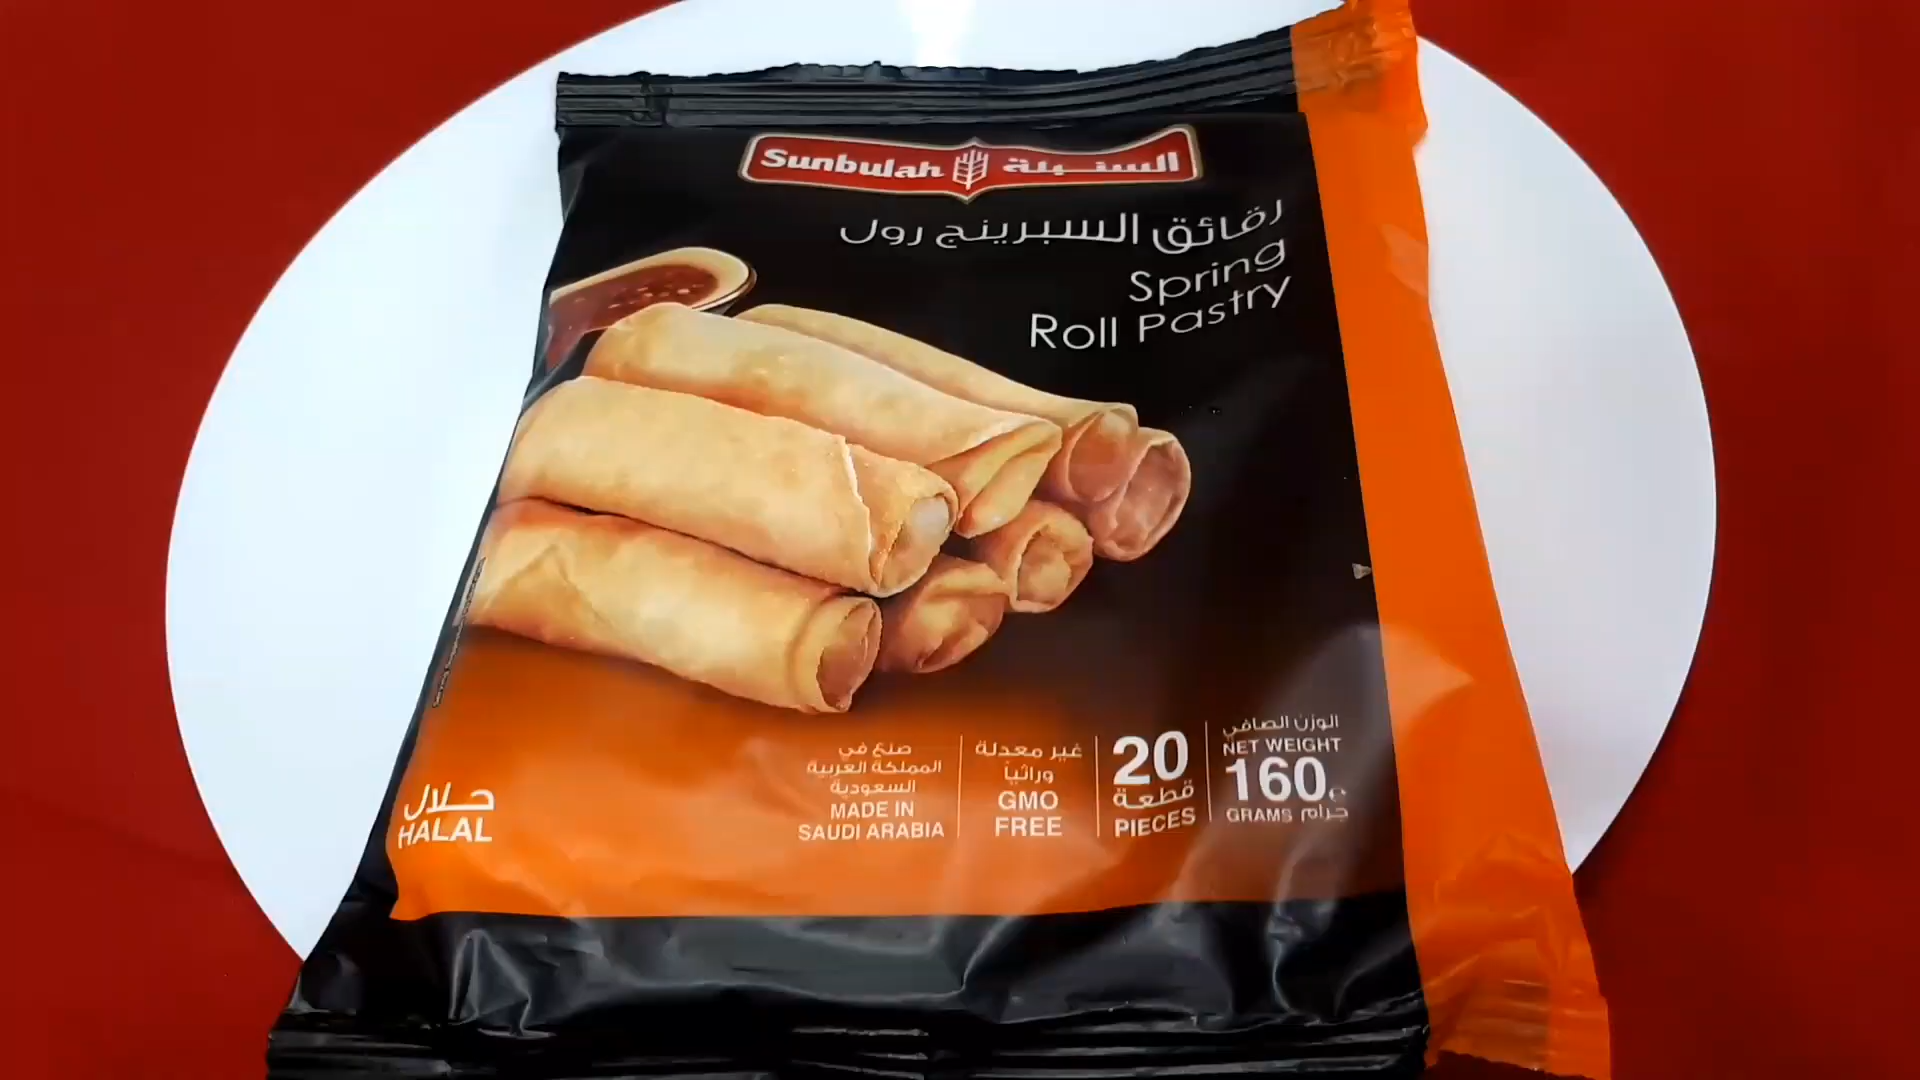 Sunbulah السنبلة
رقائق السبرينج رول
Spring
Roll Pastry
حلال
HALAL
صنع في
المملكة العربية
السعودية
MADE IN
SAUDI ARABIA
غير معدلة
وراثياً
GMO
FREE
20
قطعة
PIECES
الوزن الصافي
NET WEIGHT
160 e
GRAMS جرام